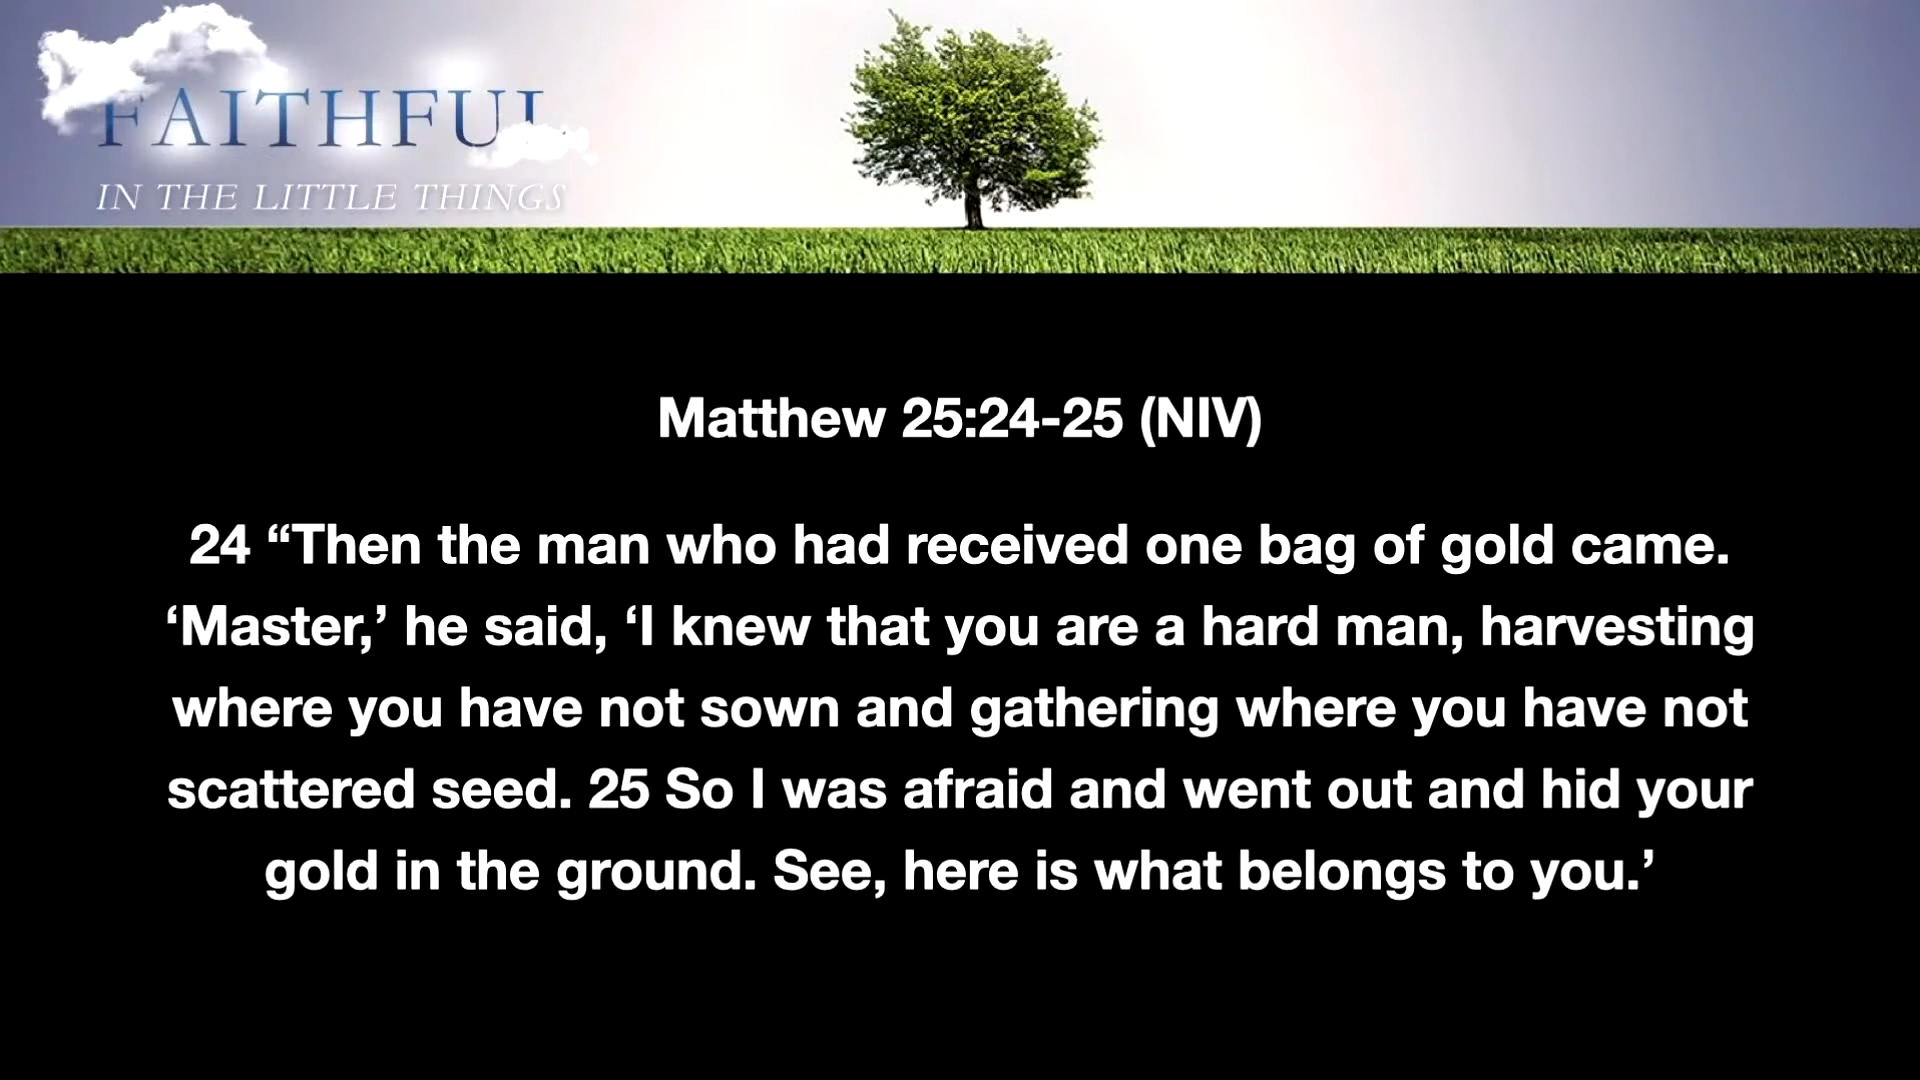 FAITHFUL
IN THE LITTLE THINGS
Matthew 25:24-25 (NIV)
24 “Then the man who had received one bag of gold came.
‘Master,’ he said, ‘I knew that you are a hard man, harvesting
where you have not sown and gathering where you have not
scattered seed. 25 So I was afraid and went out and hid your
gold in the ground. See, here is what belongs to you.’